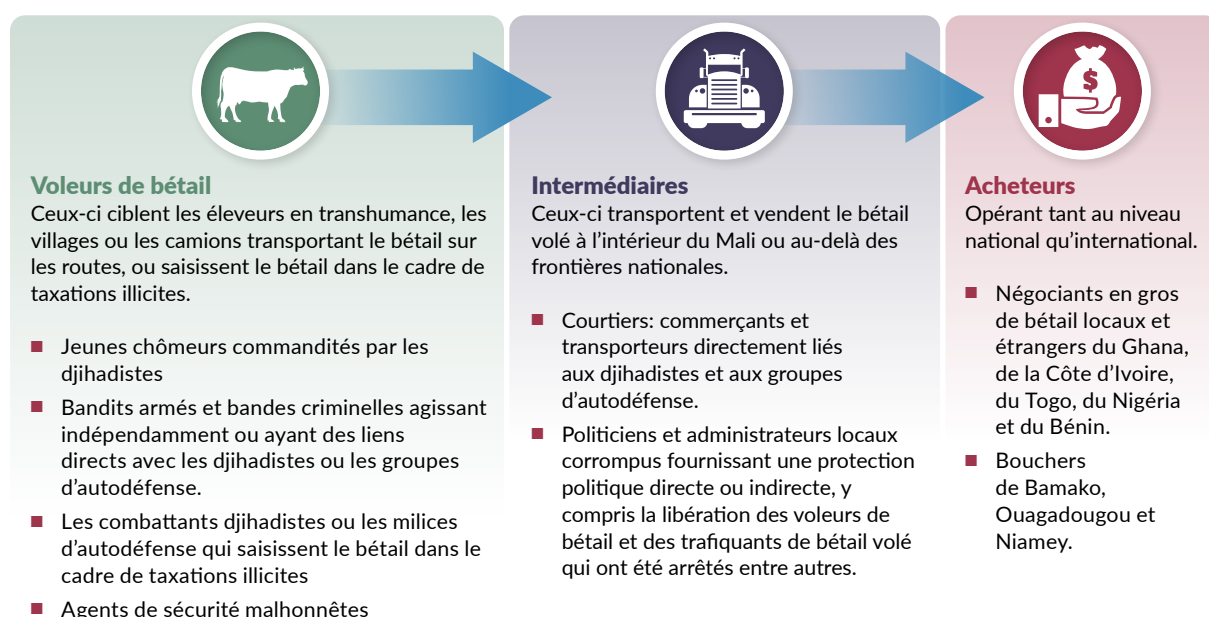 Voleurs de bétail
Ceux-ci ciblent les éleveurs en transhumance, les
villages ou les camions transportant le bétail sur
les routes, ou saisissent le bétail dans le cadre de
taxations illicites.
■ Jeunes chômeurs commandités par les
djihadistes
■ Bandits armés et bandes criminelles agissant
indépendamment ou ayant des liens
directs avec les djihadistes ou les groupes
d’autodéfense.
■ Les combattants djihadistes ou les milices
d’autodéfense qui saisissent le bétail dans le
cadre de taxations illicites
■ Agents de sécurité malhonnêtes
Intermédiaires
Ceux-ci transportent et vendent le bétail
volé à l’intérieur du Mali ou au-delà des
frontières nationales.
■ Courtiers: commerçants et
transporteurs directement liés
aux djihadistes et aux groupes
d’autodéfense.
■ Politiciens et administrateurs locaux
corrompus fournissant une protection
politique directe ou indirecte, y
compris la libération des voleurs de
bétail et des trafiquants de bétail volé
qui ont été arrêtés entre autres.
$
Acheteurs
Opérant tant au niveau
national qu’international.
■ Négociants en gros
de bétail locaux et
étrangers du Ghana,
de la Côte d’Ivoire,
du Togo, du Nigéria
et du Bénin.
■ Bouchers
de Bamako,
Ouagadougou et
Niamey.